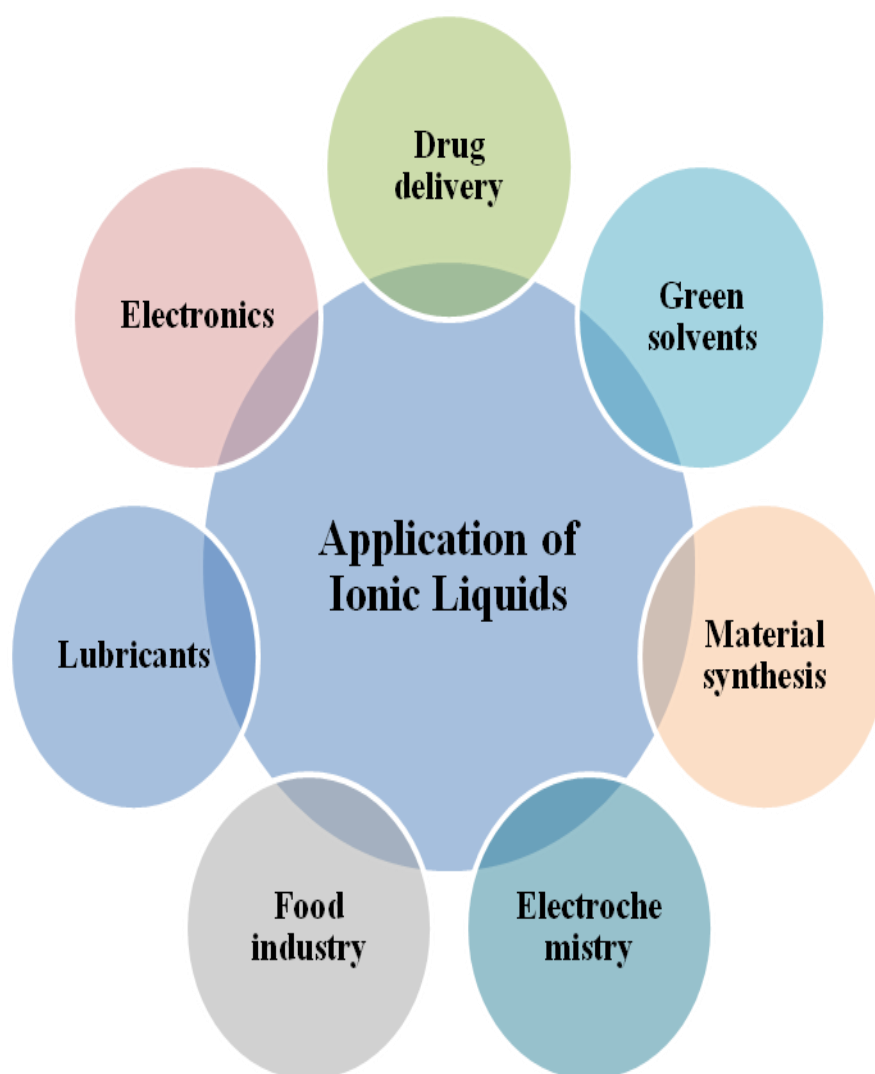 Drug
delivery
Green
solvents
Material
synthesis
Electroche
mistry
Food
industry
Lubricants
Electronics
Application of
Ionic Liquids